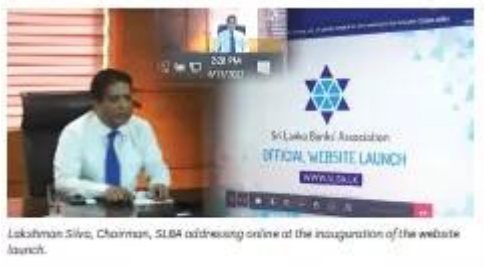 2:28 PM
Sri Lanka Banks' Association
OFFICIAL WEBSITE LAUNCH
Lakshman Silva, Chairman, SLBA addressing online at the inauguration of the website
launch.